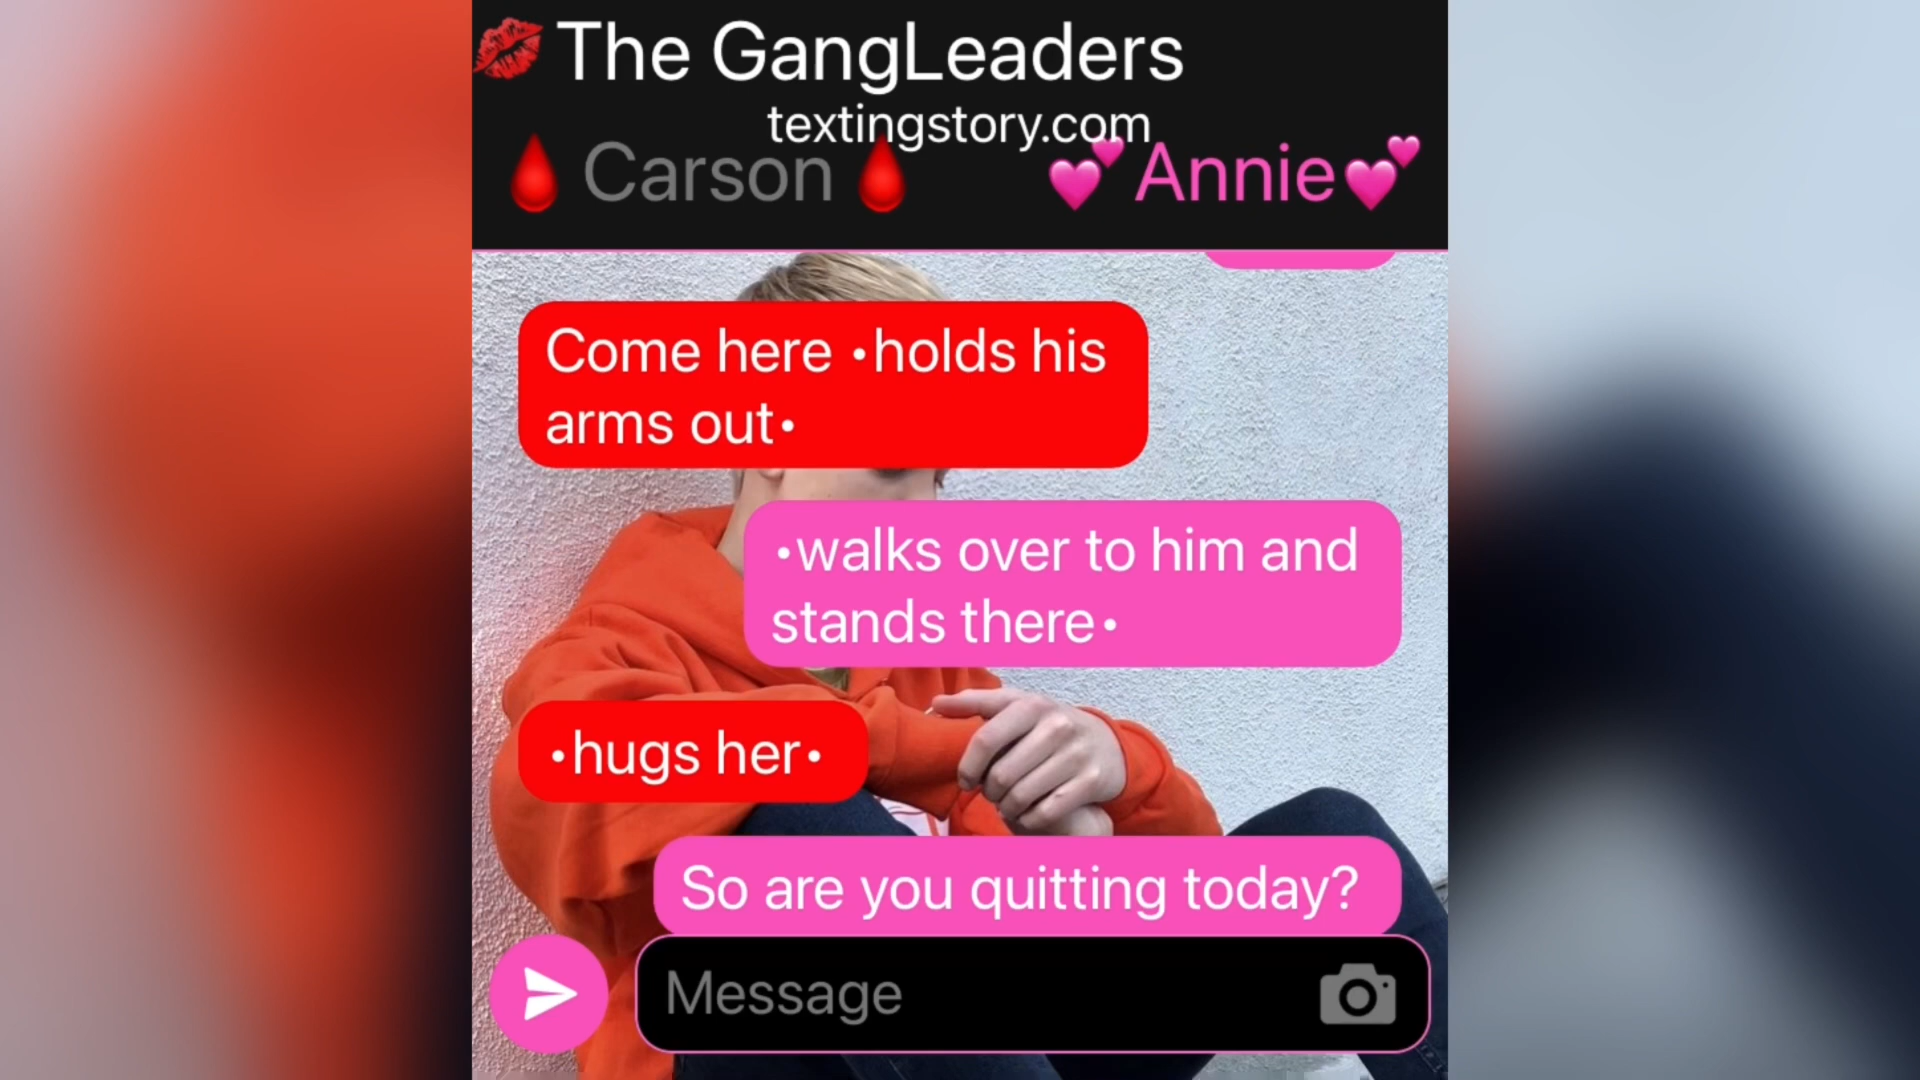 💋The GangLeaders
textingstory.com
🩸Carson🩸 💕Annie💕
Come here •holds his
arms out•
•walks over to him and
stands there•
•hugs her•
So are you quitting today?
Message